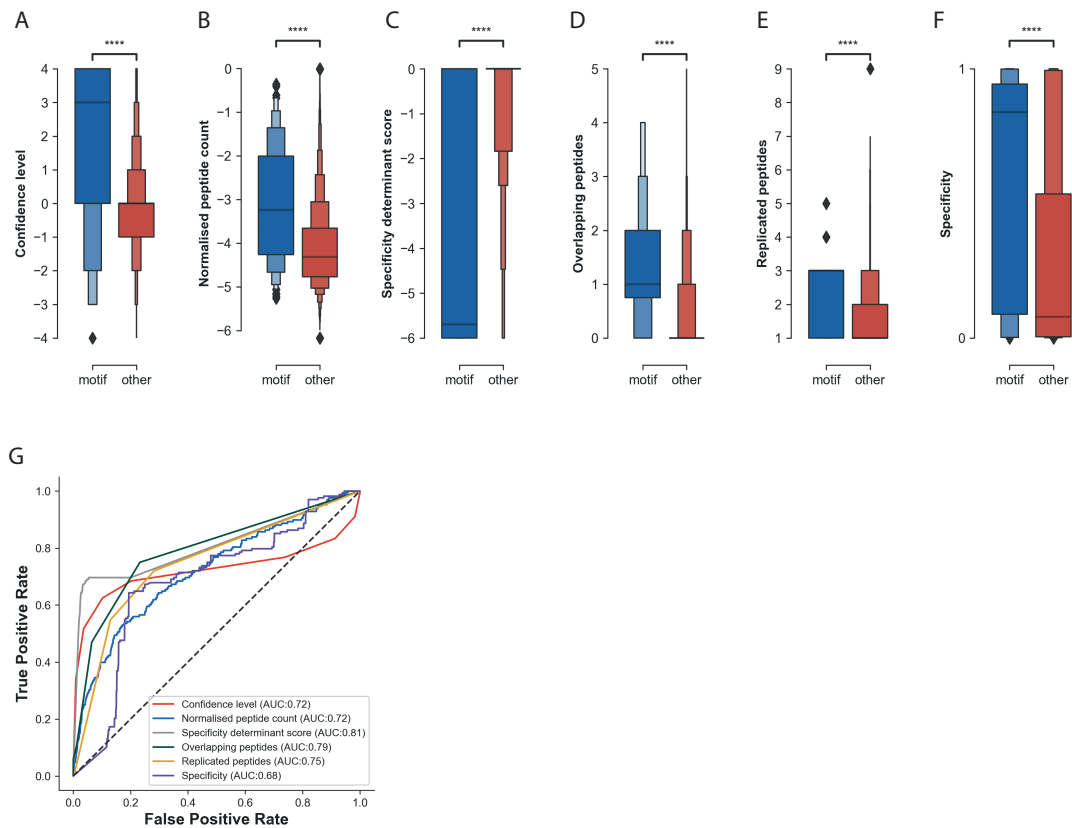 A
B
C
D
E
F
****
****
****
****
****
****
Confidence level
4
3
2
1
0
−1
−2
−3
−4
motif other
Normalised peptide count
0
−1
−2
−3
−4
−5
−6
motif other
Specificity determinant score
0
−1
−2
−3
−4
−5
−6
motif other
Overlapping peptides
5
4
3
2
1
0
motif other
Replicated peptides
9
8
7
6
5
4
3
2
1
motif other
Specificity
1
0
motif other
G
True Positive Rate
1.0
0.8
0.6
0.4
0.2
0.0
Confidence level (AUC:0.72)
Normalised peptide count (AUC:0.72)
Specificity determinant score (AUC:0.81)
Overlapping peptides (AUC:0.79)
Replicated peptides (AUC:0.75)
Specificity (AUC:0.68)
0.0 0.2 0.4 0.6 0.8 1.0
False Positive Rate